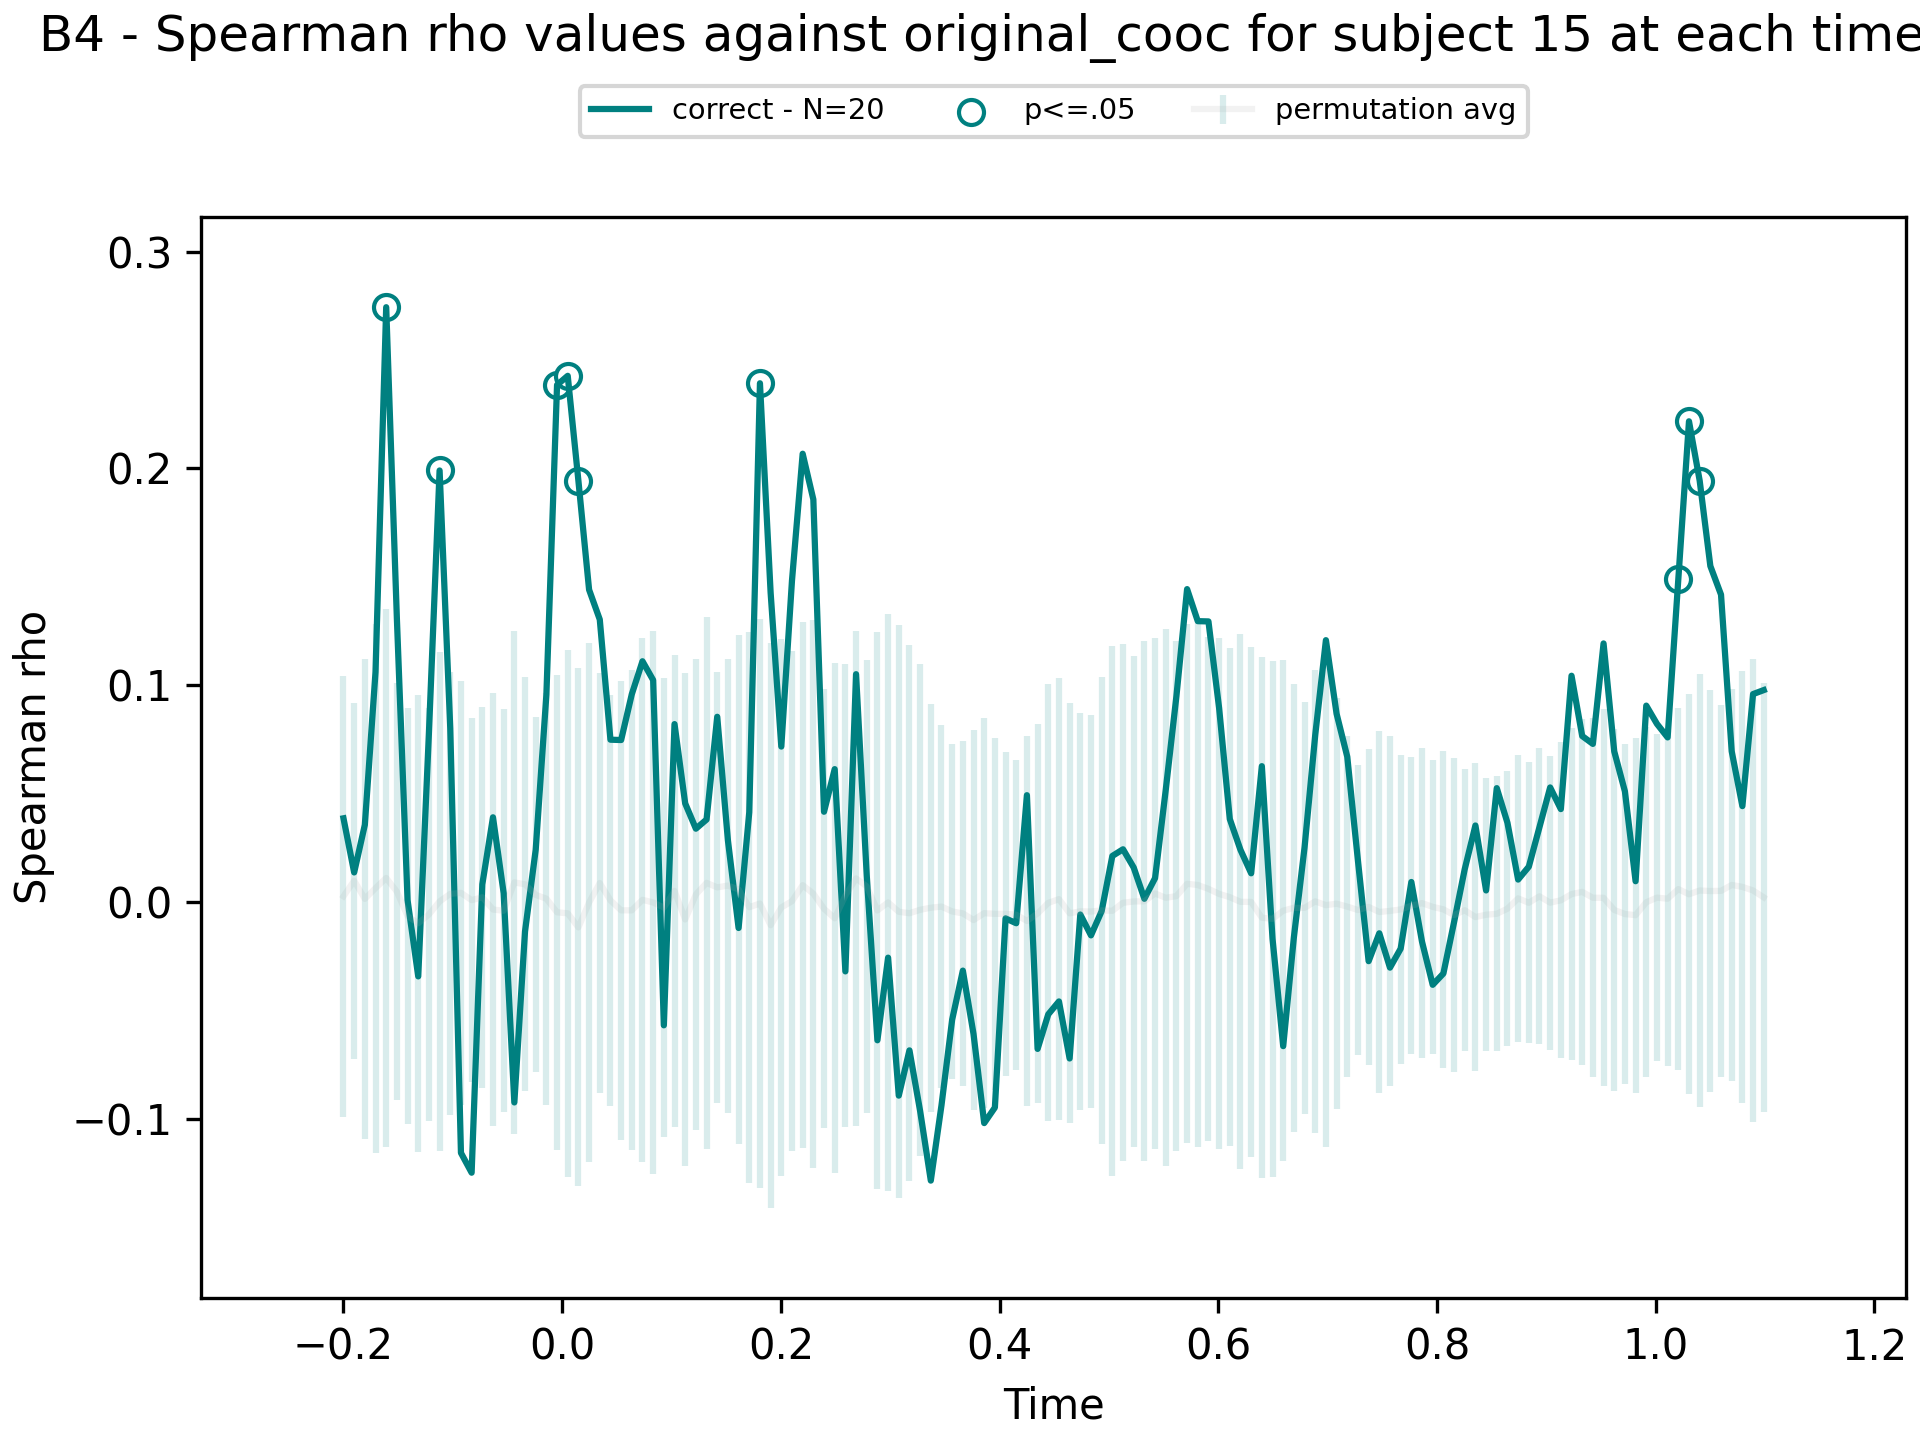 B4 - Spearman rho values against original_cooc for subject 15 at each time
correct - N=20 p<=.05 permutation avg
0.3
0.2
0.1
0.0
−0.1
Spearman rho
−0.2 0.0 0.2 0.4 0.6 0.8 1.0 1.2
Time